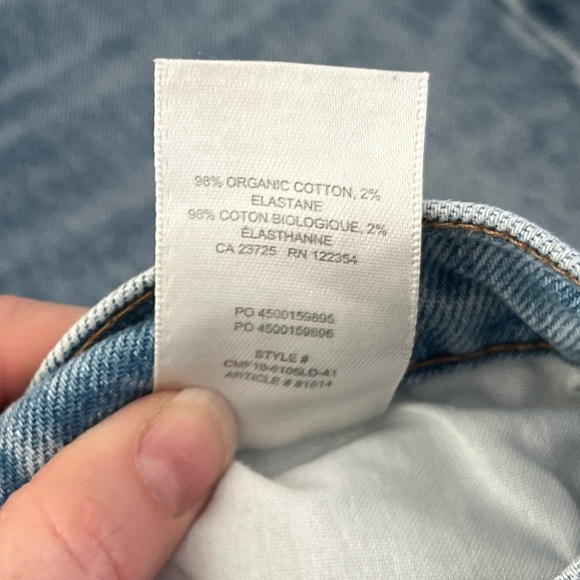 98% ORGANIC COTTON, 2%
ELASTANE
98% COTON BIOLOGIQUE, 2%
ÉLASTHANNE
CA 23725 RN 122354
PO 4500159895
PO 4500159896
STYLE #
ARTICLE # 81014